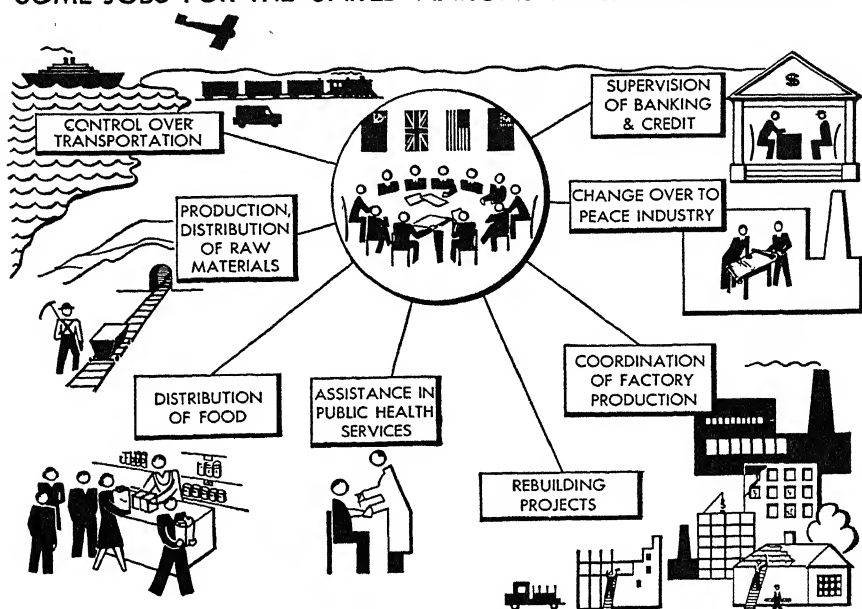 SOME JOBS FOR THE UNITED NATIONS
CONTROL OVER
TRANSPORTATION
SUPERVISION
OF BANKING
& CREDIT
$
PRODUCTION,
DISTRIBUTION
OF RAW
MATERIALS
CHANGE OVER TO
PEACE INDUSTRY
DISTRIBUTION
OF FOOD
ASSISTANCE IN
PUBLIC HEALTH
SERVICES
COORDINATION
OF FACTORY
PRODUCTION
REBUILDING
PROJECTS